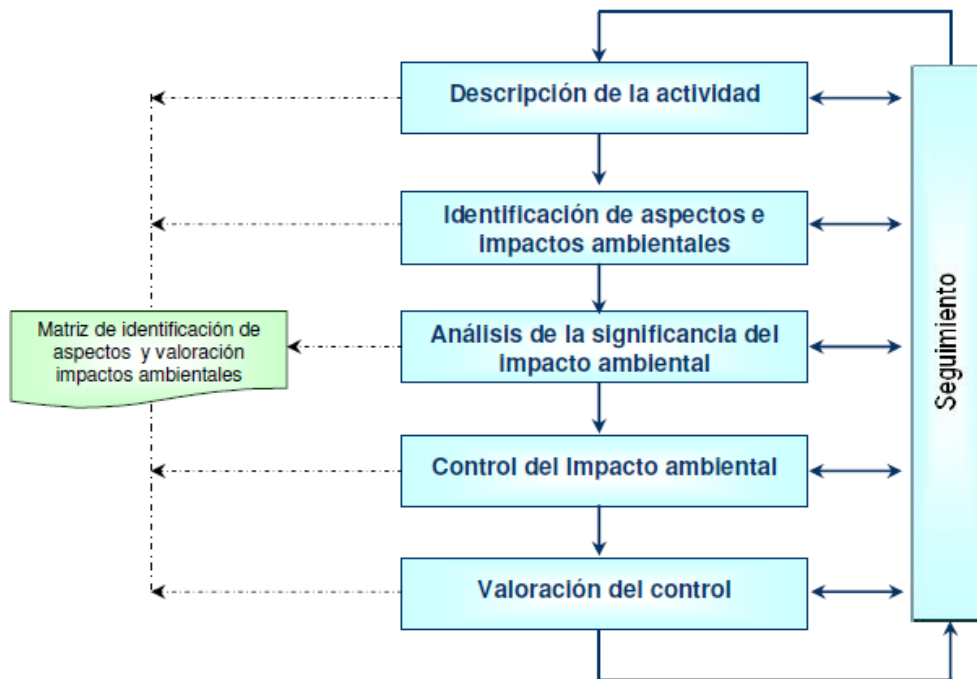 Descripción de la actividad
Identificación de aspectos e
impactos ambientales
Matriz de identificación de
aspectos y valoración
impactos ambientales
Análisis de la significancia del
impacto ambiental
Control del Impacto ambiental
Valoración del control
Seguimiento